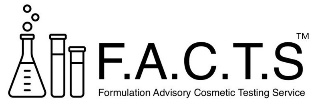 F.A.C.T.S™
Formulation Advisory Cosmetic Testing Service